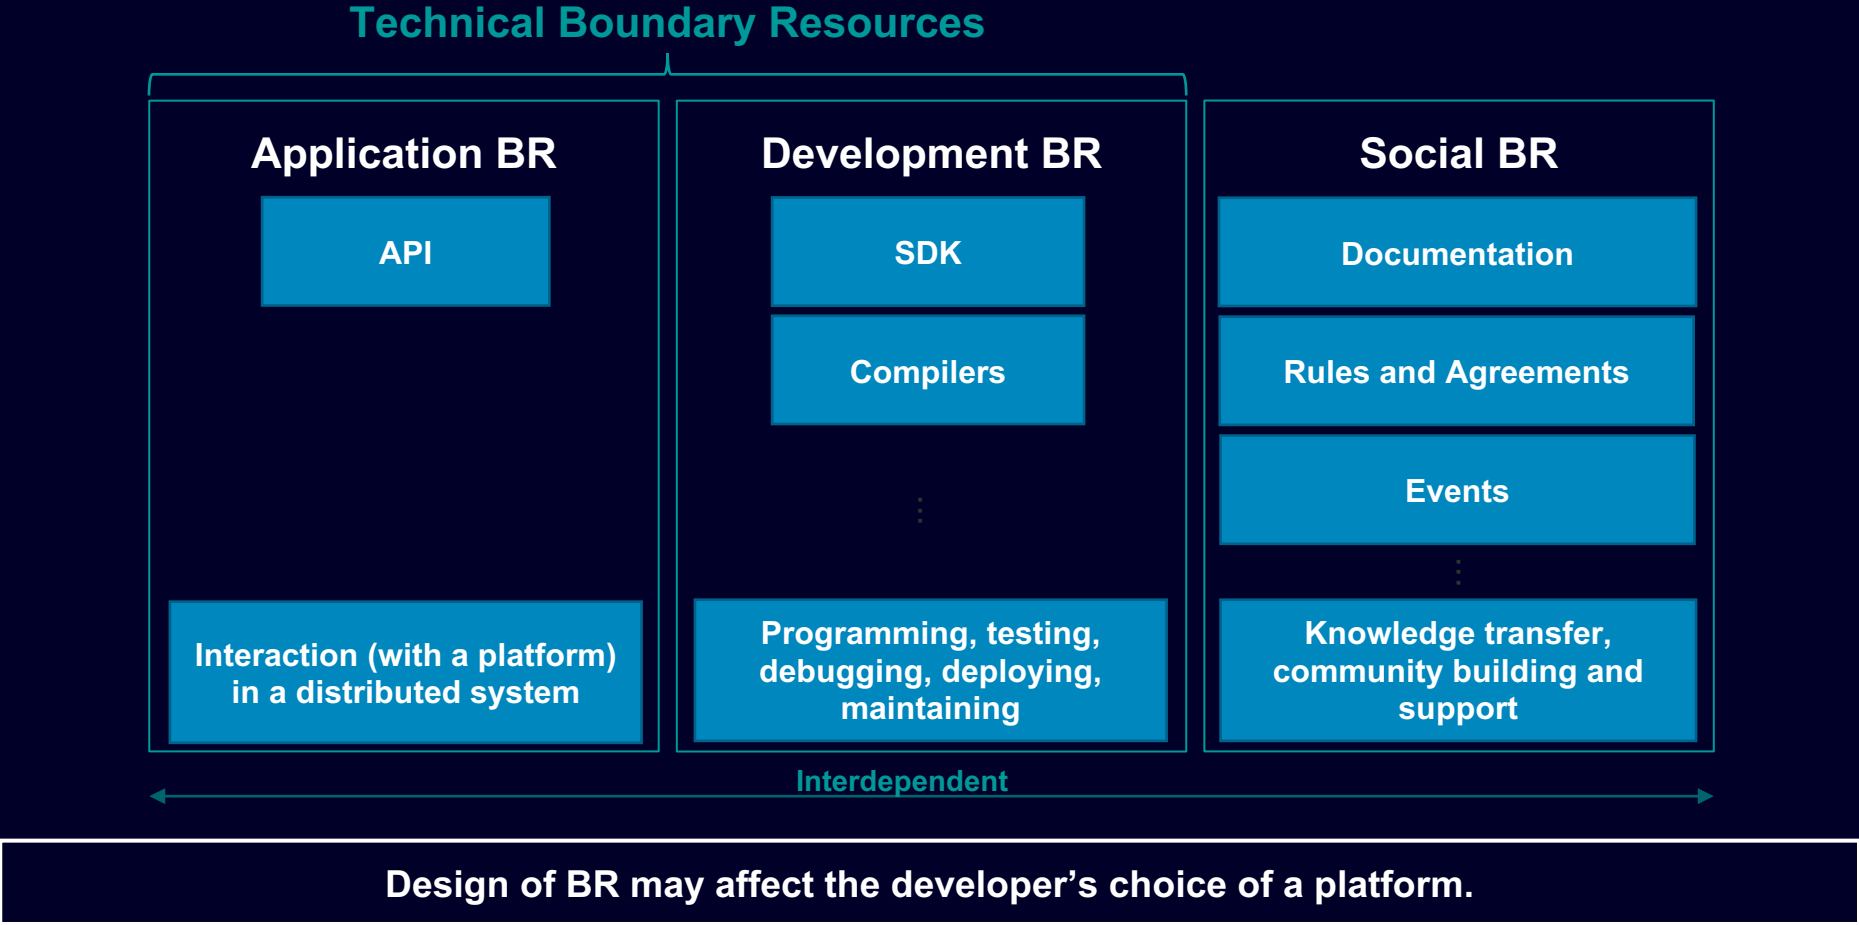 Technical Boundary Resources
Application BR
API
Interaction (with a platform)
in a distributed system
Development BR
SDK
Compilers
⋮
Programming, testing,
debugging, deploying,
maintaining
Social BR
Documentation
Rules and Agreements
Events
⋮
Knowledge transfer,
community building and
support
Interdependent
Design of BR may affect the developer’s choice of a platform.